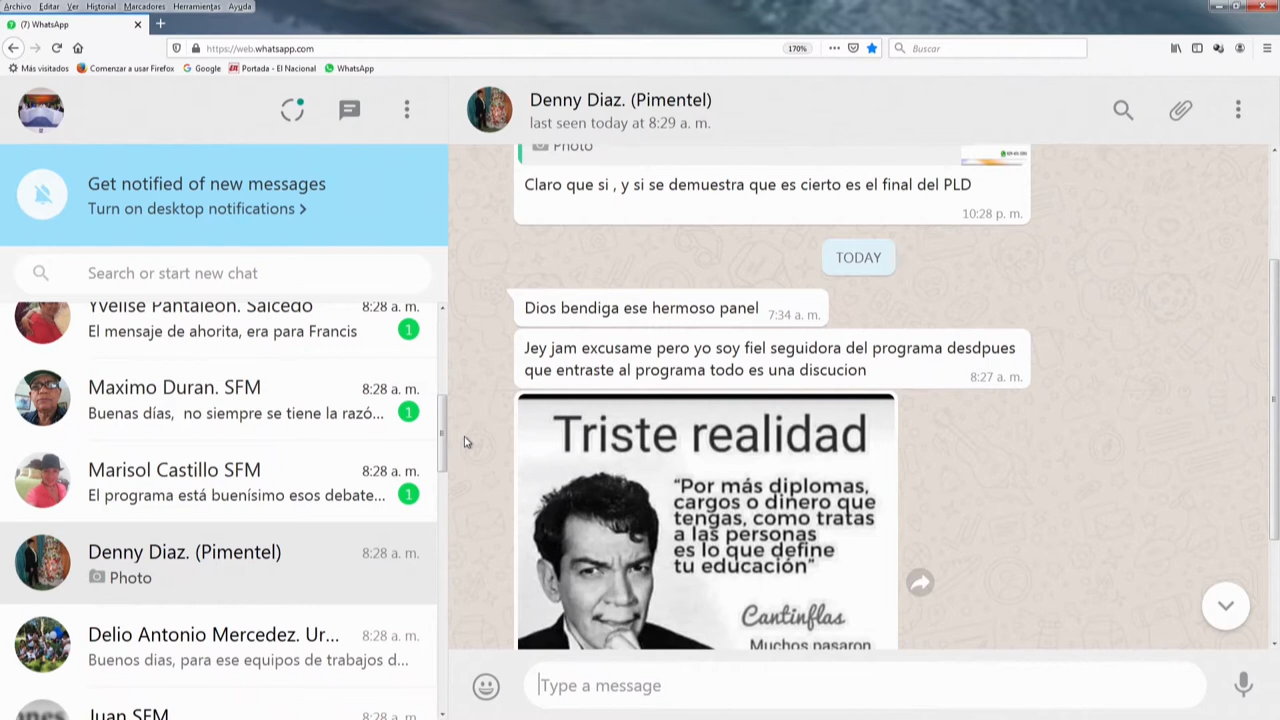 Archivo Editar Ver Historial Marcadores Herramientas Ayuda
(7) WhatsApp
https://web.whatsapp.com
170%
Buscar
Más visitados Comenzar a usar Firefox Google Portada - El Nacional WhatsApp
Get notified of new messages
Turn on desktop notifications >
Search or start new chat
Yvelise Pantaleon. Salcedo 8:28 a. m.
El mensaje de ahorita, era para Francis 1
Maximo Duran. SFM 8:28 a. m.
Buenas días, no siempre se tiene la razó... 1
Marisol Castillo SFM 8:28 a. m.
El programa está buenísimo esos debate... 1
Denny Diaz. (Pimentel) 8:28 a. m.
Photo
Delio Antonio Mercedez. Ur... 8:28 a. m.
Buenos dias, para ese equipos de trabajos d...
Juan SFM 8:28 a. m.
Denny Diaz. (Pimentel)
last seen today at 8:29 a. m.
Photo
Claro que si , y si se demuestra que es cierto es el final del PLD
10:28 p. m.
TODAY
Dios bendiga ese hermoso panel 7:34 a. m.
Jey jam excusame pero yo soy fiel seguidora del programa desdpues
que entraste al programa todo es una discucion 8:27 a. m.
Triste realidad
“Por más diplomas,
cargos o dinero que
tengas, como tratas
a las personas
es lo que define
tu educación”
Cantinflas
Muchos pasaron
Type a message